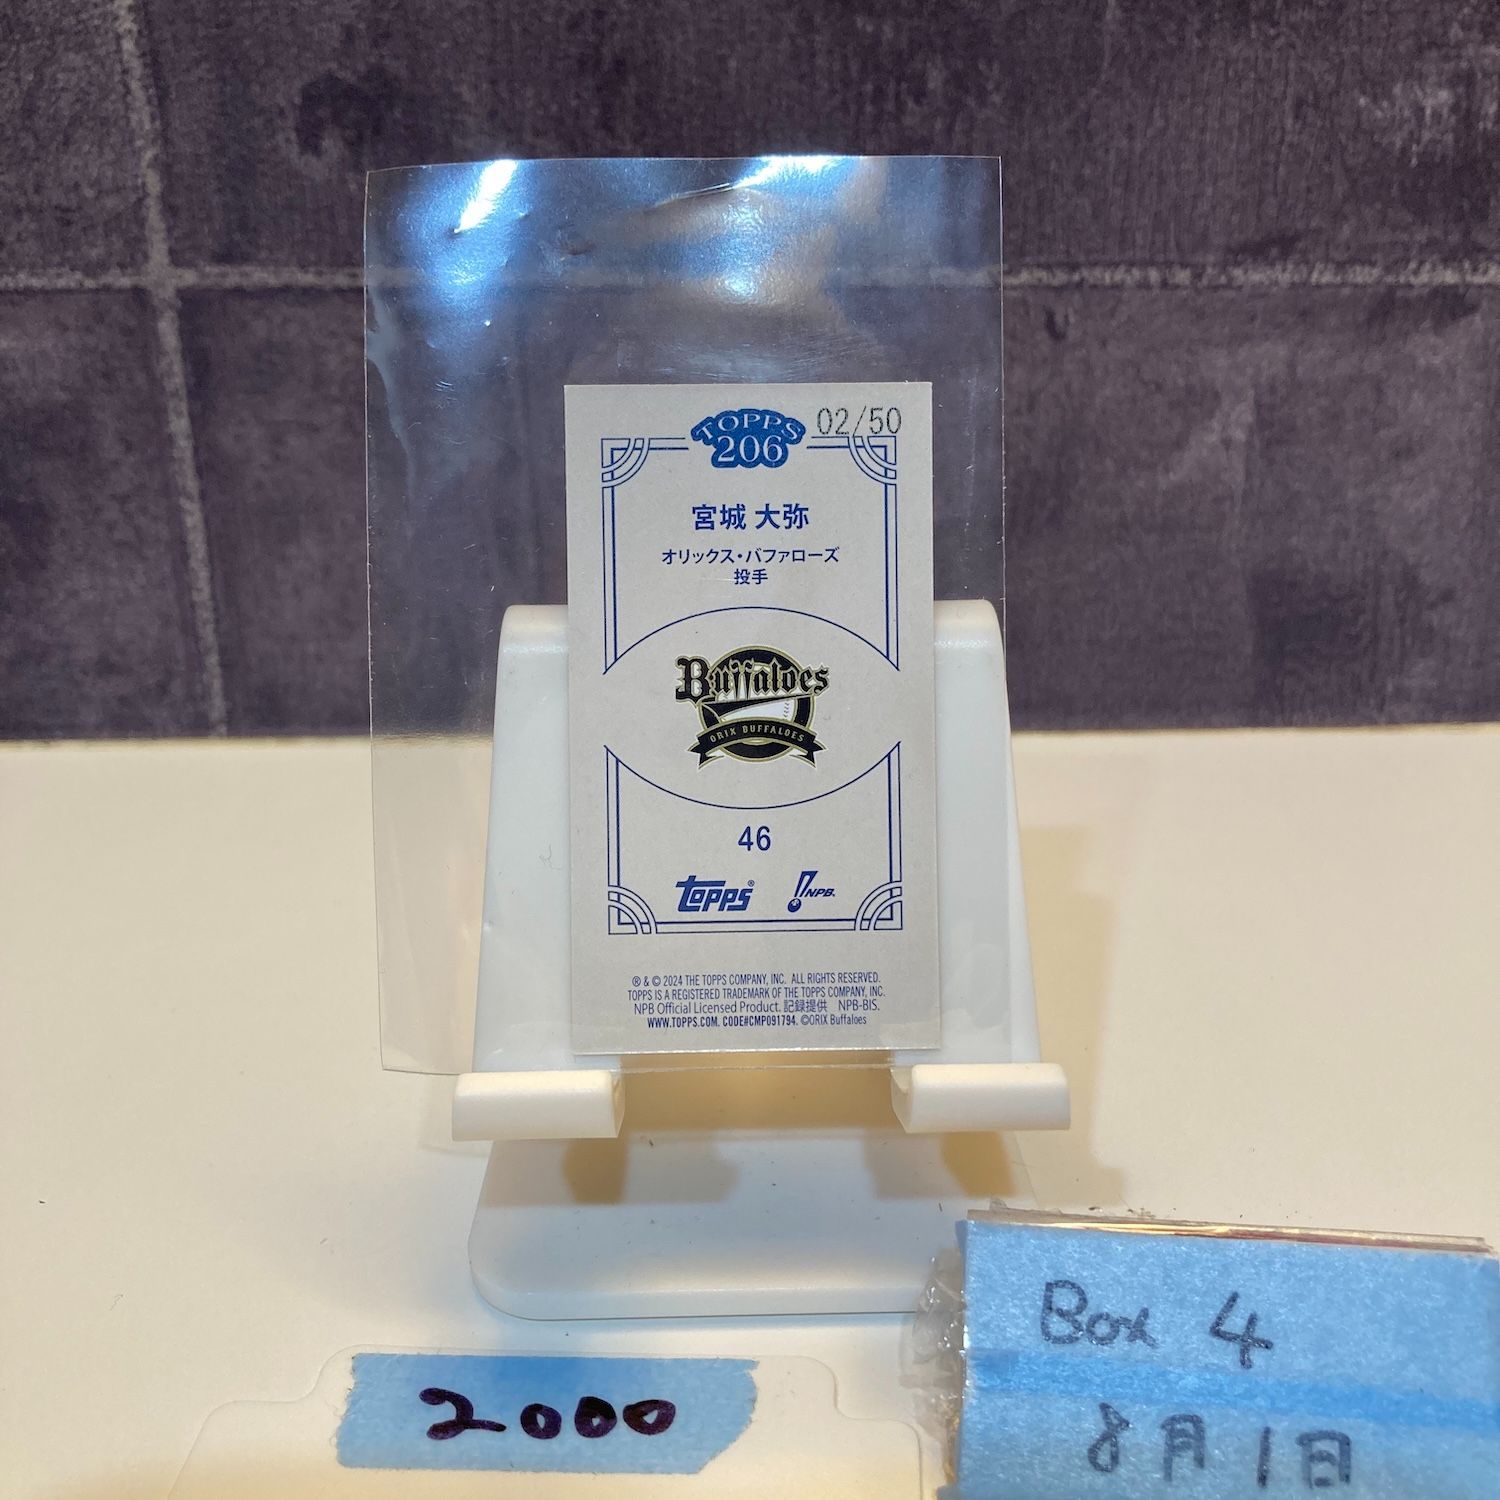 TOPPS
206
02/50
宮城 大弥
オリックス・バファローズ
投手
Buffaloes
ORIX BUFFALOES
46
topps®
NPB.
® & © 2024 THE TOPPS COMPANY, INC. ALL RIGHTS RESERVED.
TOPPS IS A REGISTERED TRADEMARK OF THE TOPPS COMPANY, INC.
NPB Official Licensed Product. 記録提供 NPB-BIS.
WWW.TOPPS.COM. CODE#CMP091794. ©ORIX Buffaloes
Box 4
8月1日
2000